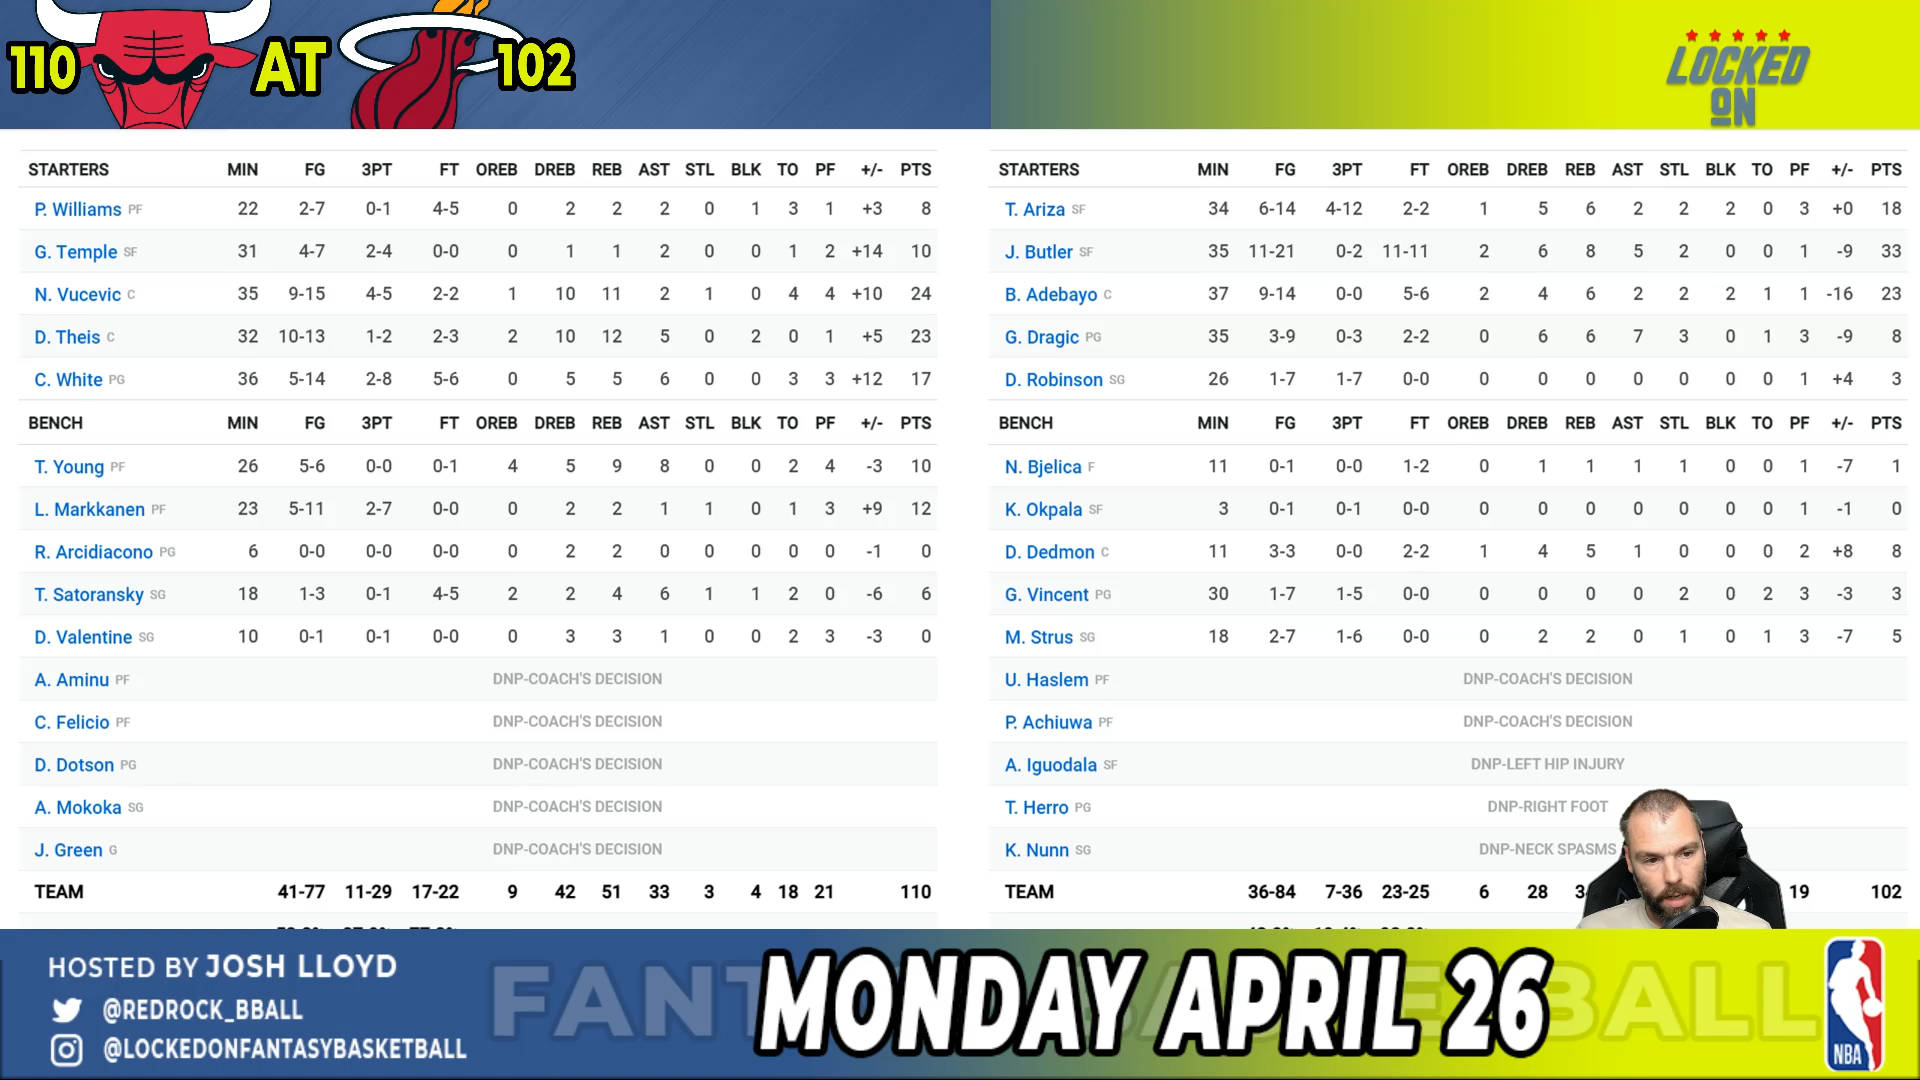 110 AT 102
LOCKED
ON
STARTERS MIN FG 3PT FT OREB DREB REB AST STL BLK TO PF +/- PTS
P. Williams PF 22 2-7 0-1 4-5 0 2 2 2 0 1 3 1 +3 8
G. Temple SF 31 4-7 2-4 0-0 0 1 1 2 0 0 1 2 +14 10
N. Vucevic C 35 9-15 4-5 2-2 1 10 11 2 1 0 4 4 +10 24
D. Theis C 32 10-13 1-2 2-3 2 10 12 5 0 2 0 1 +5 23
C. White PG 36 5-14 2-8 5-6 0 5 5 6 0 0 3 3 +12 17
BENCH MIN FG 3PT FT OREB DREB REB AST STL BLK TO PF +/- PTS
T. Young PF 26 5-6 0-0 0-1 4 5 9 8 0 0 2 4 -3 10
L. Markkanen PF 23 5-11 2-7 0-0 0 2 2 1 1 0 1 3 +9 12
R. Arcidiacono PG 6 0-0 0-0 0-0 0 2 2 0 0 0 0 0 -1 0
T. Satoransky SG 18 1-3 0-1 4-5 2 2 4 6 1 1 2 0 -6 6
D. Valentine SG 10 0-1 0-1 0-0 0 3 3 1 0 0 2 3 -3 0
A. Aminu PF DNP-COACH'S DECISION
C. Felicio PF DNP-COACH'S DECISION
D. Dotson PG DNP-COACH'S DECISION
A. Mokoka SG DNP-COACH'S DECISION
J. Green G DNP-COACH'S DECISION
TEAM 41-77 11-29 17-22 9 42 51 33 3 4 18 21 110
STARTERS MIN FG 3PT FT OREB DREB REB AST STL BLK TO PF +/- PTS
T. Ariza SF 34 6-14 4-12 2-2 1 5 6 2 2 2 0 3 +0 18
J. Butler SF 35 11-21 0-2 11-11 2 6 8 5 2 0 0 1 -9 33
B. Adebayo C 37 9-14 0-0 5-6 2 4 6 2 2 2 1 1 -16 23
G. Dragic PG 35 3-9 0-3 2-2 0 6 6 7 3 0 1 3 -9 8
D. Robinson SG 26 1-7 1-7 0-0 0 0 0 0 0 0 0 1 +4 3
BENCH MIN FG 3PT FT OREB DREB REB AST STL BLK TO PF +/- PTS
N. Bjelica F 11 0-1 0-0 1-2 0 1 1 1 1 0 0 1 -7 1
K. Okpala SF 3 0-1 0-1 0-0 0 0 0 0 0 0 0 1 -1 0
D. Dedmon C 11 3-3 0-0 2-2 1 4 5 1 0 0 0 2 +8 8
G. Vincent PG 30 1-7 1-5 0-0 0 0 0 0 2 0 2 3 -3 3
M. Strus SG 18 2-7 1-6 0-0 0 2 2 0 1 0 1 3 -7 5
U. Haslem PF DNP-COACH'S DECISION
P. Achiuwa PF DNP-COACH'S DECISION
A. Iguodala SF DNP-LEFT HIP INJURY
T. Herro PG DNP-RIGHT FOOT
K. Nunn SG DNP-NECK SPASMS
TEAM 36-84 7-36 23-25 6 28 3 19 102
HOSTED BY JOSH LLOYD
@REDROCK_BBALL
@LOCKEDONFANTASYBASKETBALL
MONDAY APRIL 26
NBA